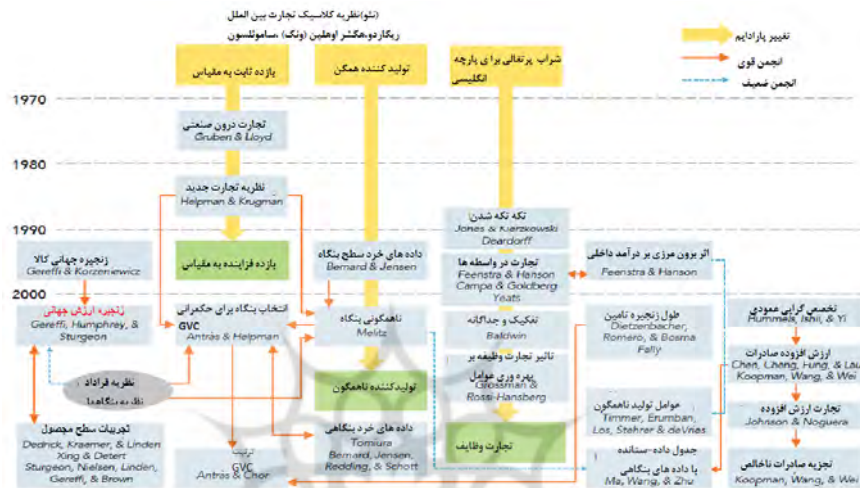 (نئو)نظریه کلاسیک تجارت بین الملل
ریکاردو،هکشر اوهلین (ونک) ،ساموئلسون
تغییر پارادایم
انجمن قوی
انجمن ضعیف
بازده ثابت به مقیاس
تولید کننده همگن
شراب پرتغالی برای پارچه
انگلیسی
1970
تجارت درون صنعتی
Gruben & Lloyd
1980
نظریه تجارت جدید
Helpman & Krugman
1990
تکه تکه شدن
Jones & Kierzkowski
Deardorff
زنجیره جهانی کالا
Gereffi & Korzeniewicz
بازده فزاینده به مقیاس
داده های خرد سطح بنگاه
Bernard & Jensen
تجارت در واسطه ها
Feenstra & Hanson
Campa & Goldberg
Yeats
اثر برون مرزی بر درآمد داخلی
Feenstra & Hanson
2000
زنجیره ارزش جهانی
Gereffi, Humphrey, &
Sturgeon
انتخاب بنگاه برای حکمرانی
GVC
Antràs & Helpman
ناهمگونی بنگاه
Melitz
تفکیک و جداگانه
Baldwin
طول زنجیره تامین
Dietzenbacher,
Romero, & Bosma
Fally
تخصص گرایی عمودی
Hummels, Ishii, & Yi
ارزش افزوده صادرات
Chen, Cheng, Fung, & Lau
Koopman, Wang, & Wei
نظریه قراداد
نظریه بنگاهها
تولیدکننده ناهمگون
تاثیر تجارت وظیفه بر
بهره وری عوامل
Grossman &
Rossi-Hansberg
عوامل تولید ناهمگون
Timmer, Erumban,
Los, Stehrer & deVries
تجارت ارزش افزوده
Johnson & Noguera
تجربیات سطح محصول
Dedrick, Kraemer, & Linden
Xing & Detert
Sturgeon, Nielsen, Linden,
Gereffi, & Brown
ترتیب
GVC
Antràs & Chor
داده های خرد بنگاهی
Tomiura
Bernard, Jensen,
Redding, & Schott
تجارت وظایف
جدول داده-ستانده
با داده های بنگاهی
Ma, Wang, & Zhu
تجزیه صادرات ناخالص
Koopman, Wang, & Wei